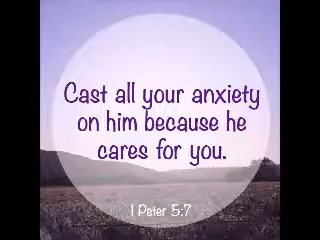 Cast all your anxiety
on him because he
cares for you.
1 Peter 5:7